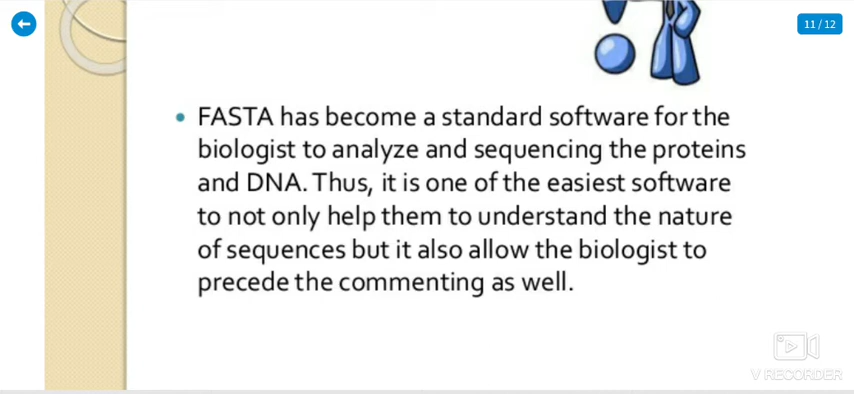 11 / 12
FASTA has become a standard software for the
biologist to analyze and sequencing the proteins
and DNA. Thus, it is one of the easiest software
to not only help them to understand the nature
of sequences but it also allow the biologist to
precede the commenting as well.
V RECORDER